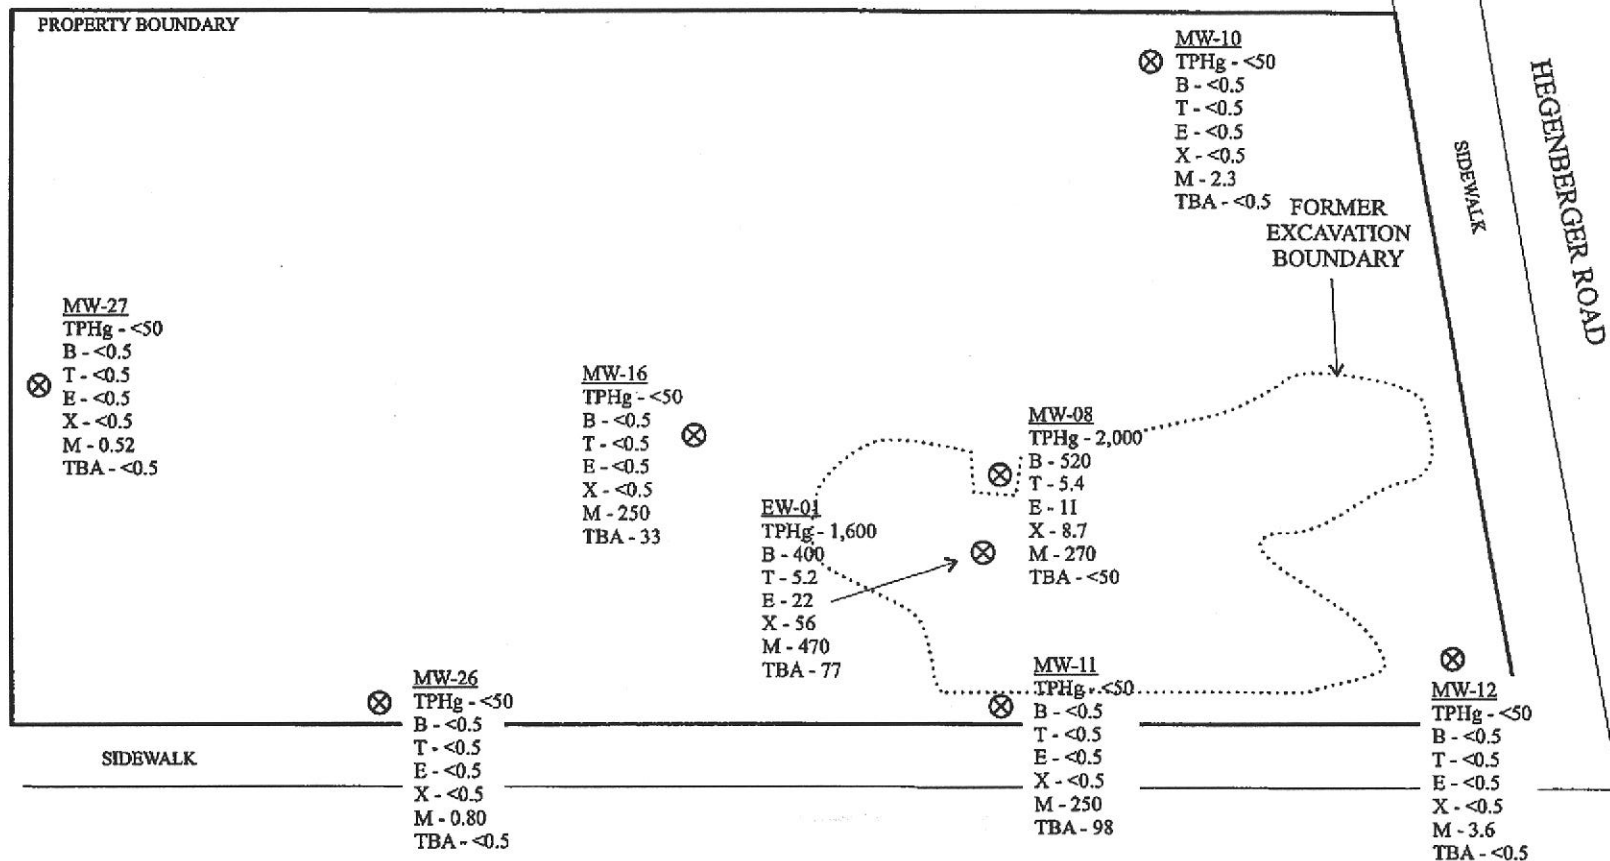 PROPERTY BOUNDARY
MW-10
TPHg - <50
B - <0.5
T - <0.5
E - <0.5
X - <0.5
M - 2.3
TBA - <0.5
FORMER
EXCAVATION
BOUNDARY
SIDEWALK
HEGENBERGER ROAD
MW-27
TPHg - <50
B - <0.5
T - <0.5
E - <0.5
X - <0.5
M - 0.52
TBA - <0.5
MW-16
TPHg - <50
B - <0.5
T - <0.5
E - <0.5
X - <0.5
M - 250
TBA - 33
MW-08
TPHg - 2,000
B - 520
T - 5.4
E - 11
X - 8.7
M - 270
TBA - <50
EW-01
TPHg - 1,600
B - 400
T - 5.2
E - 22
X - 56
M - 470
TBA - 77
MW-26
TPHg - <50
B - <0.5
T - <0.5
E - <0.5
X - <0.5
M - 0.80
TBA - <0.5
MW-11
TPHg - <50
B - <0.5
T - <0.5
E - <0.5
X - <0.5
M - 250
TBA - 98
MW-12
TPHg - <50
B - <0.5
T - <0.5
E - <0.5
X - <0.5
M - 3.6
TBA - <0.5
SIDEWALK